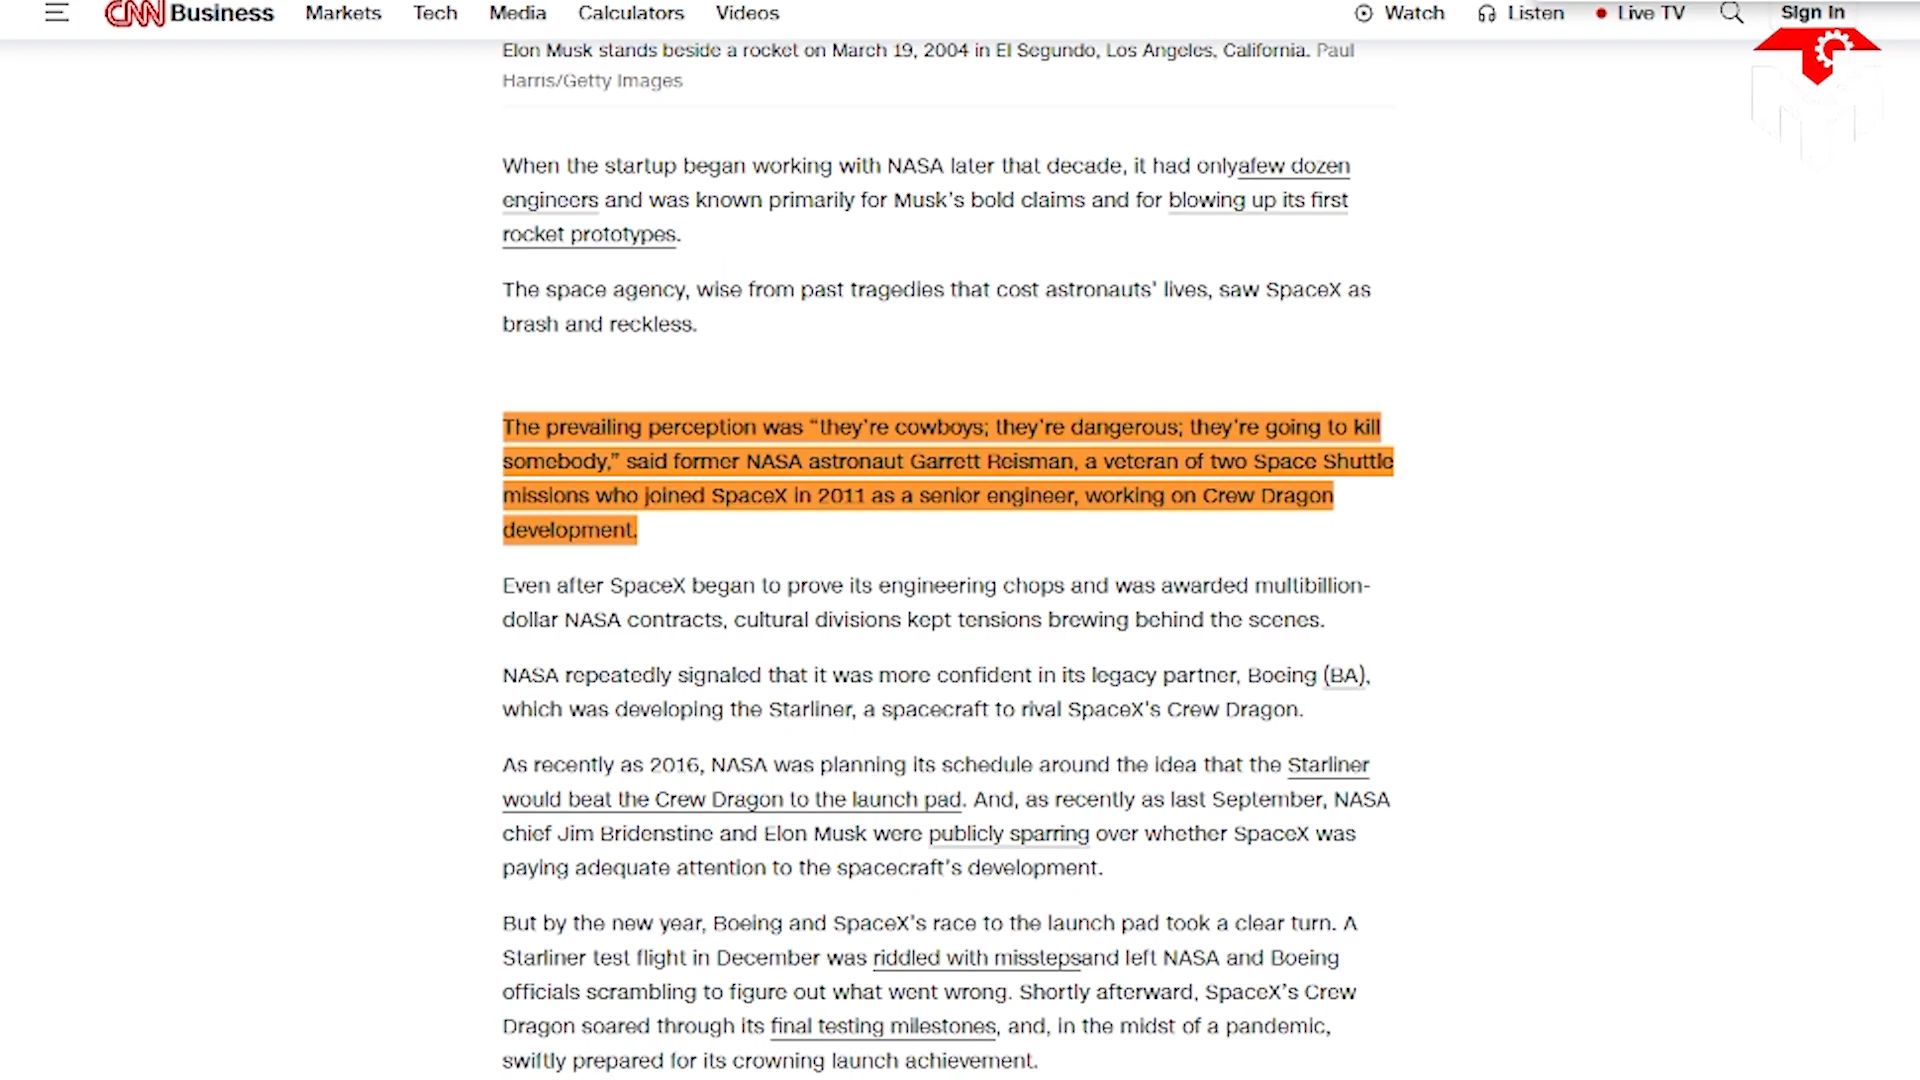 CNN Business Markets Tech Media Calculators Videos Watch Listen Live TV Sign In
Elon Musk stands beside a rocket on March 19, 2004 in El Segundo, Los Angeles, California. Paul
Harris/Getty Images
When the startup began working with NASA later that decade, it had onlyafew dozen
engineers and was known primarily for Musk's bold claims and for blowing up its first
rocket prototypes.
The space agency, wise from past tragedies that cost astronauts' lives, saw SpaceX as
brash and reckless.
The prevailing perception was “they're cowboys; they're dangerous; they're going to kill
somebody,” said former NASA astronaut Garrett Reisman, a veteran of two Space Shuttle
missions who joined SpaceX in 2011 as a senior engineer, working on Crew Dragon
development.
Even after SpaceX began to prove its engineering chops and was awarded multibillion-
dollar NASA contracts, cultural divisions kept tensions brewing behind the scenes.
NASA repeatedly signaled that it was more confident in its legacy partner, Boeing (BA),
which was developing the Starliner, a spacecraft to rival SpaceX's Crew Dragon.
As recently as 2016, NASA was planning its schedule around the idea that the Starliner
would beat the Crew Dragon to the launch pad. And, as recently as last September, NASA
chief Jim Bridenstine and Elon Musk were publicly sparring over whether SpaceX was
paying adequate attention to the spacecraft's development.
But by the new year, Boeing and SpaceX's race to the launch pad took a clear turn. A
Starliner test flight in December was riddled with misstepsand left NASA and Boeing
officials scrambling to figure out what went wrong. Shortly afterward, SpaceX's Crew
Dragon soared through its final testing milestones, and, in the midst of a pandemic,
swiftly prepared for its crowning launch achievement.